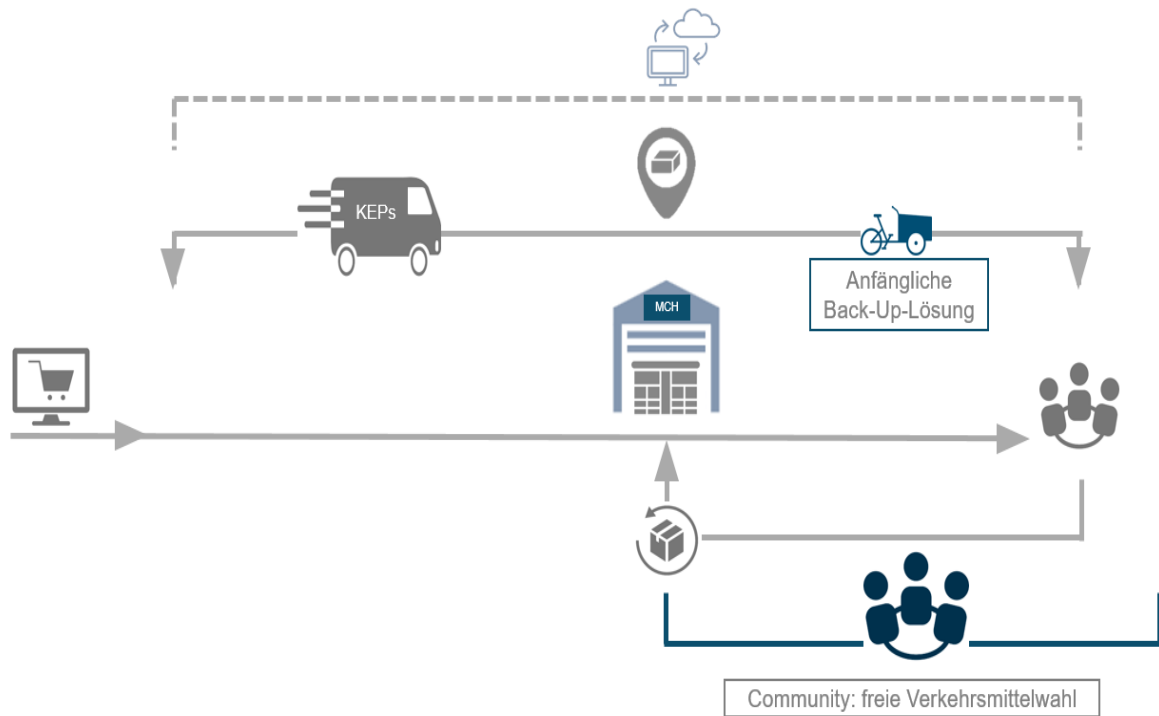 KEPs
Anfängliche
Back-Up-Lösung
MCH
Community: freie Verkehrsmittelwahl